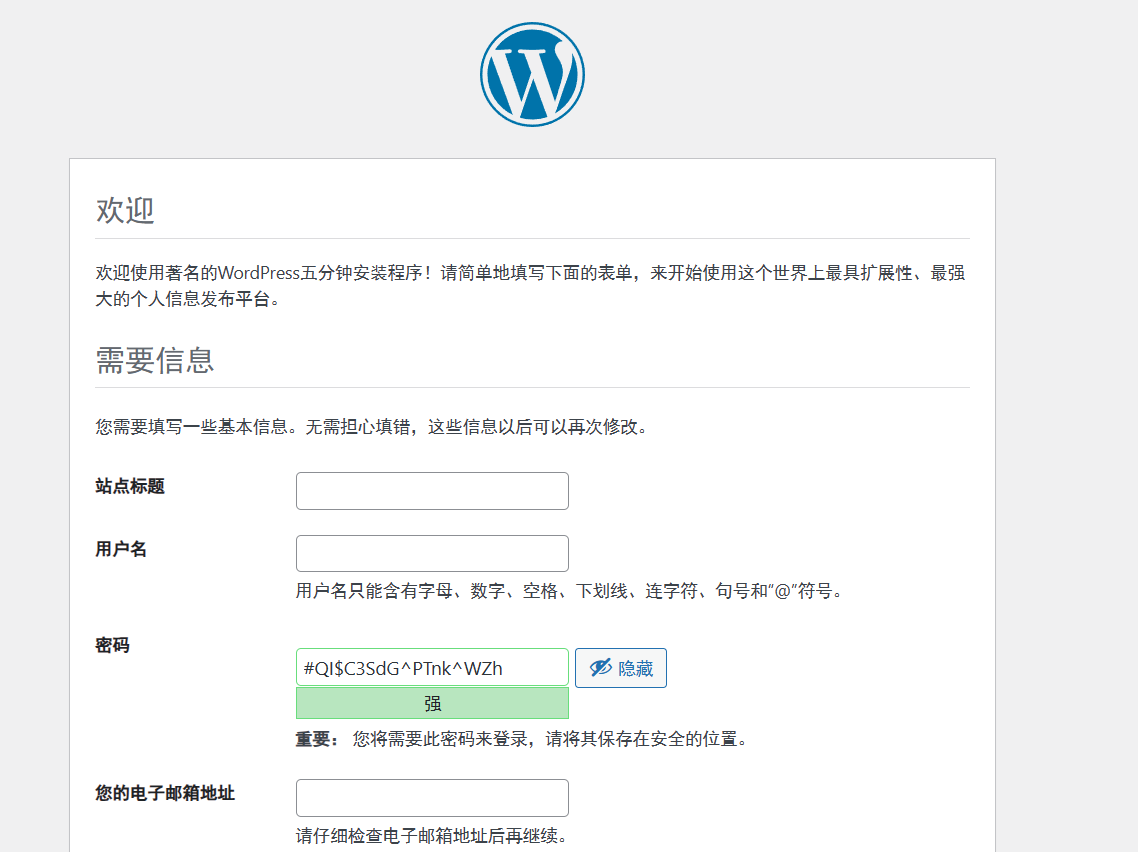 欢迎
欢迎使用著名的WordPress五分钟安装程序！请简单地填写下面的表单，来开始使用这个世界上最具扩展性、最强
大的个人信息发布平台。
需要信息
您需要填写一些基本信息。无需担心填错，这些信息以后可以再次修改。
站点标题
用户名
用户名只能含有字母、数字、空格、下划线、连字符、句号和“@”符号。
密码
#QI$C3SdG^PTnk^WZh
隐藏
强
重要： 您将需要此密码来登录，请将其保存在安全的位置。
您的电子邮箱地址
请仔细检查电子邮箱地址后再继续。